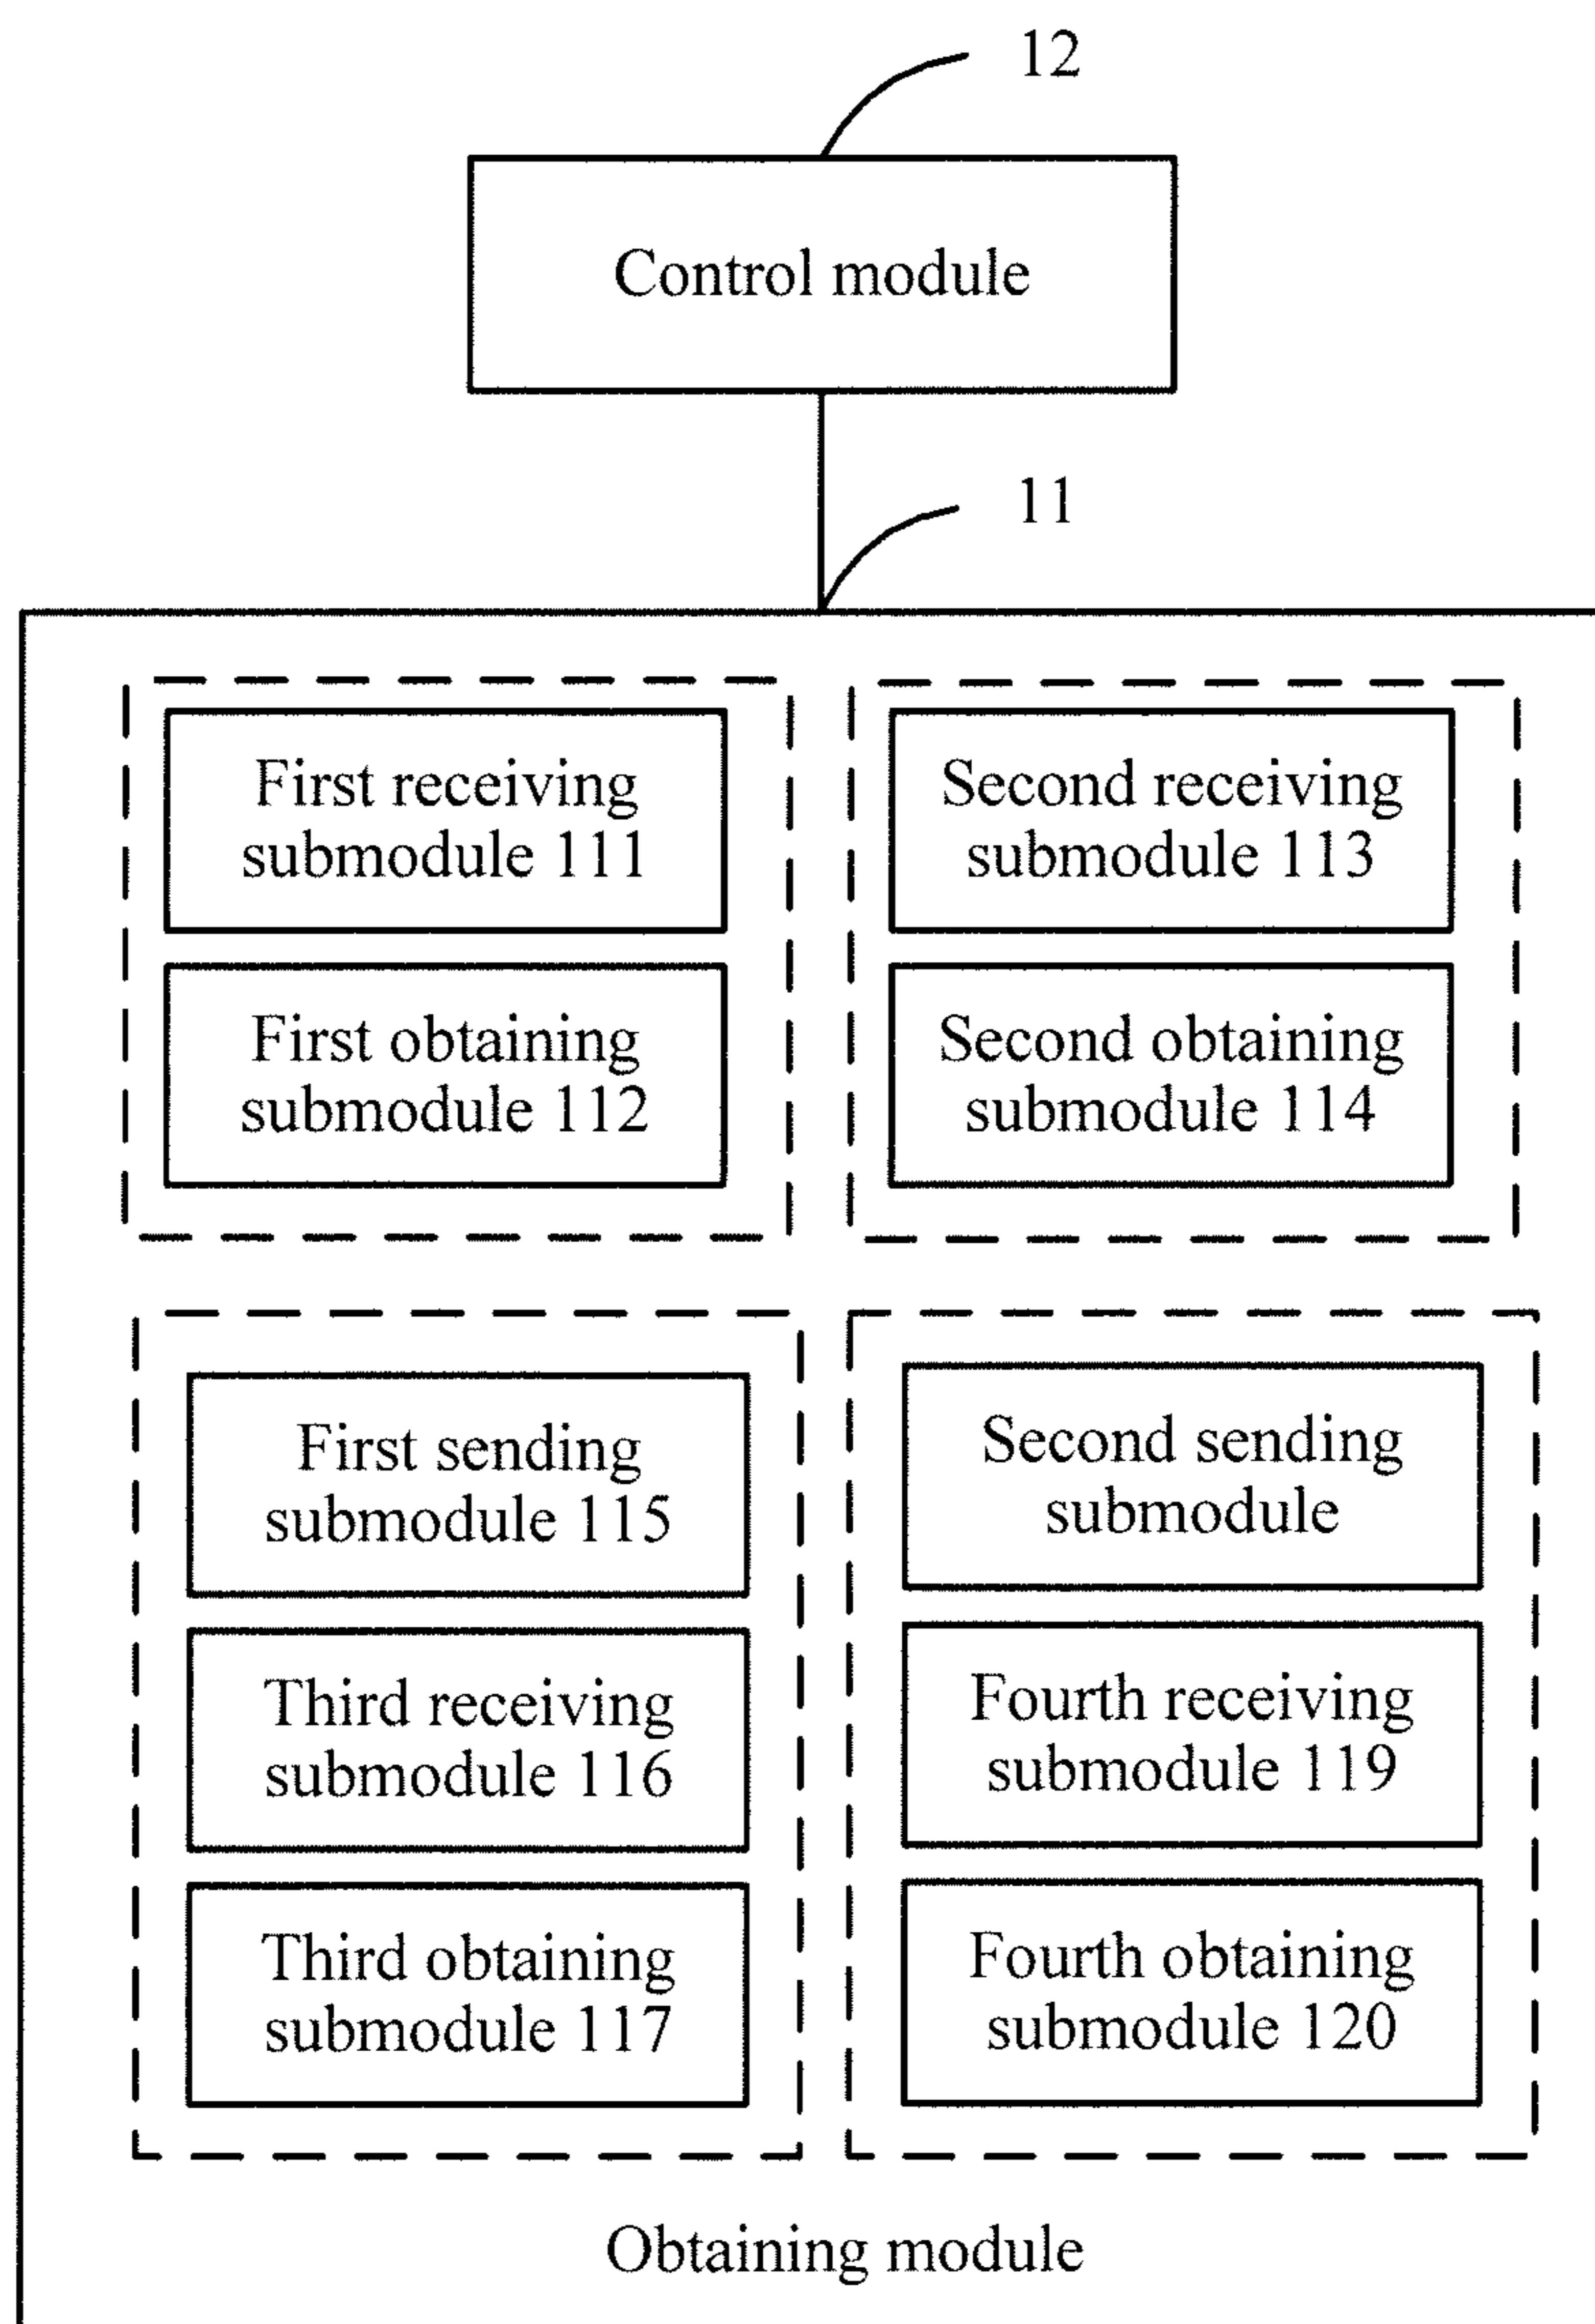 12
Control module
11
First receiving
submodule 111
First obtaining
submodule 112
Second receiving
submodule 113
Second obtaining
submodule 114
First sending
submodule 115
Third receiving
submodule 116
Third obtaining
submodule 117
Second sending
submodule
Fourth receiving
submodule 119
Fourth obtaining
submodule 120
Obtaining module